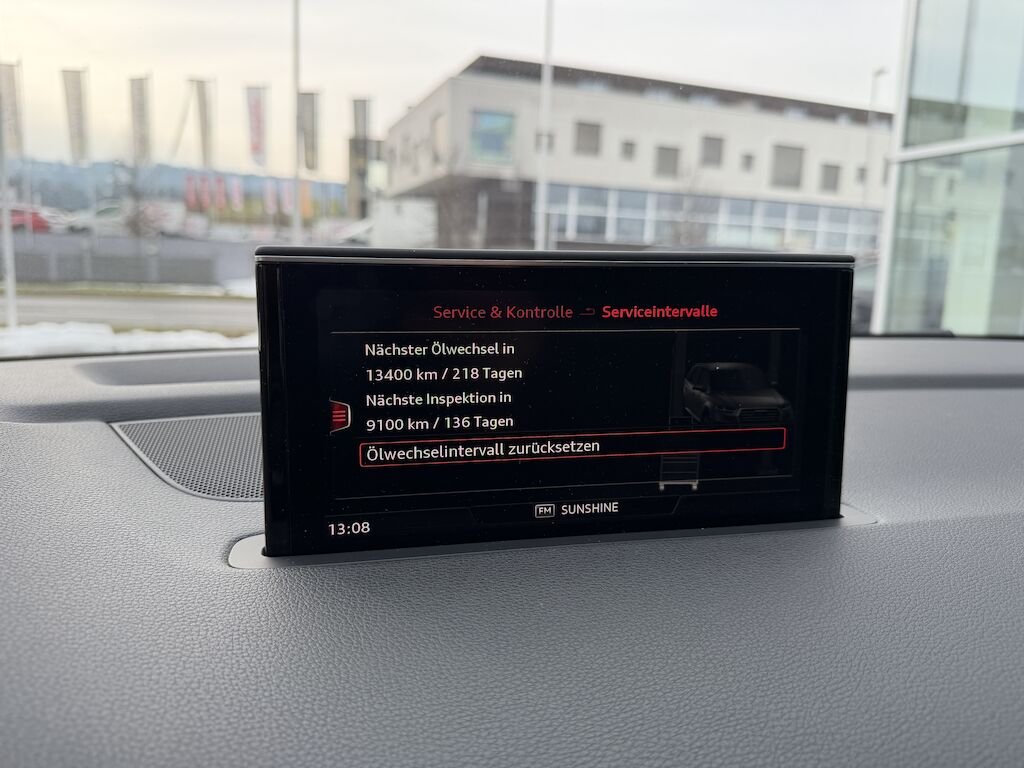 Service & Kontrolle Serviceintervalle
Nächster Ölwechsel in
13400 km / 218 Tagen
Nächste Inspektion in
9100 km / 136 Tagen
Ölwechselintervall zurücksetzen
FM SUNSHINE
13:08